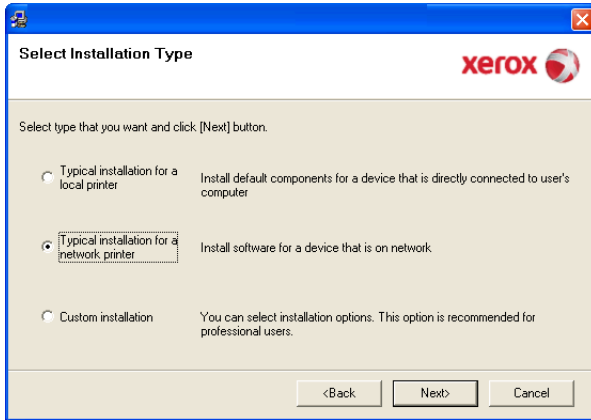 Select Installation Type
xerox
Select type that you want and click [Next] button.
Typical installation for a
local printer
Install default components for a device that is directly connected to user's
computer
Typical installation for a
network printer
Install software for a device that is on network
Custom installation
You can select installation options. This option is recommended for
professional users.
<Back
Next>
Cancel